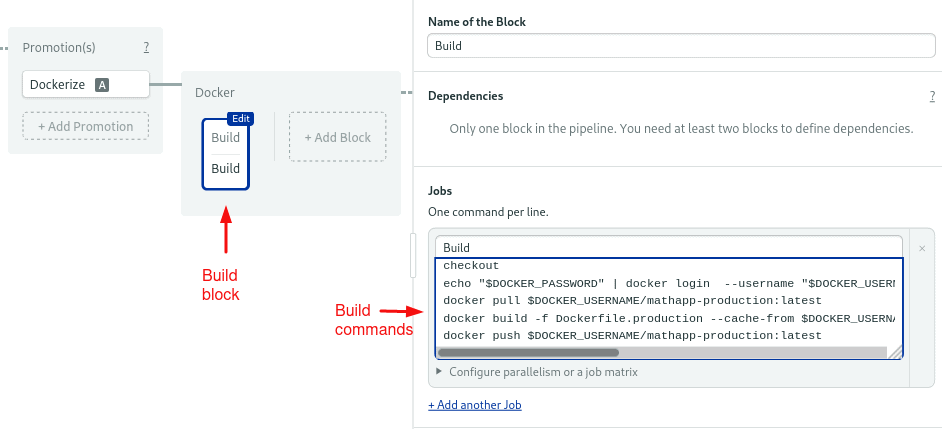 Promotion(s) ?
Dockerize A
+ Add Promotion
Docker
Edit
Build
Build
+ Add Block
Build
block
Build
commands
Name of the Block
Build
Dependencies ?
Only one block in the pipeline. You need at least two blocks to define dependencies.
Jobs
One command per line.
Build ×
checkout
echo "$DOCKER_PASSWORD" | docker login --username "$DOCKER_USERN
docker pull $DOCKER_USERNAME/mathapp-production:latest
docker build -f Dockerfile.production --cache-from $DOCKER_USERNA
docker push $DOCKER_USERNAME/mathapp-production:latest
Configure parallelism or a job matrix
+ Add another Job